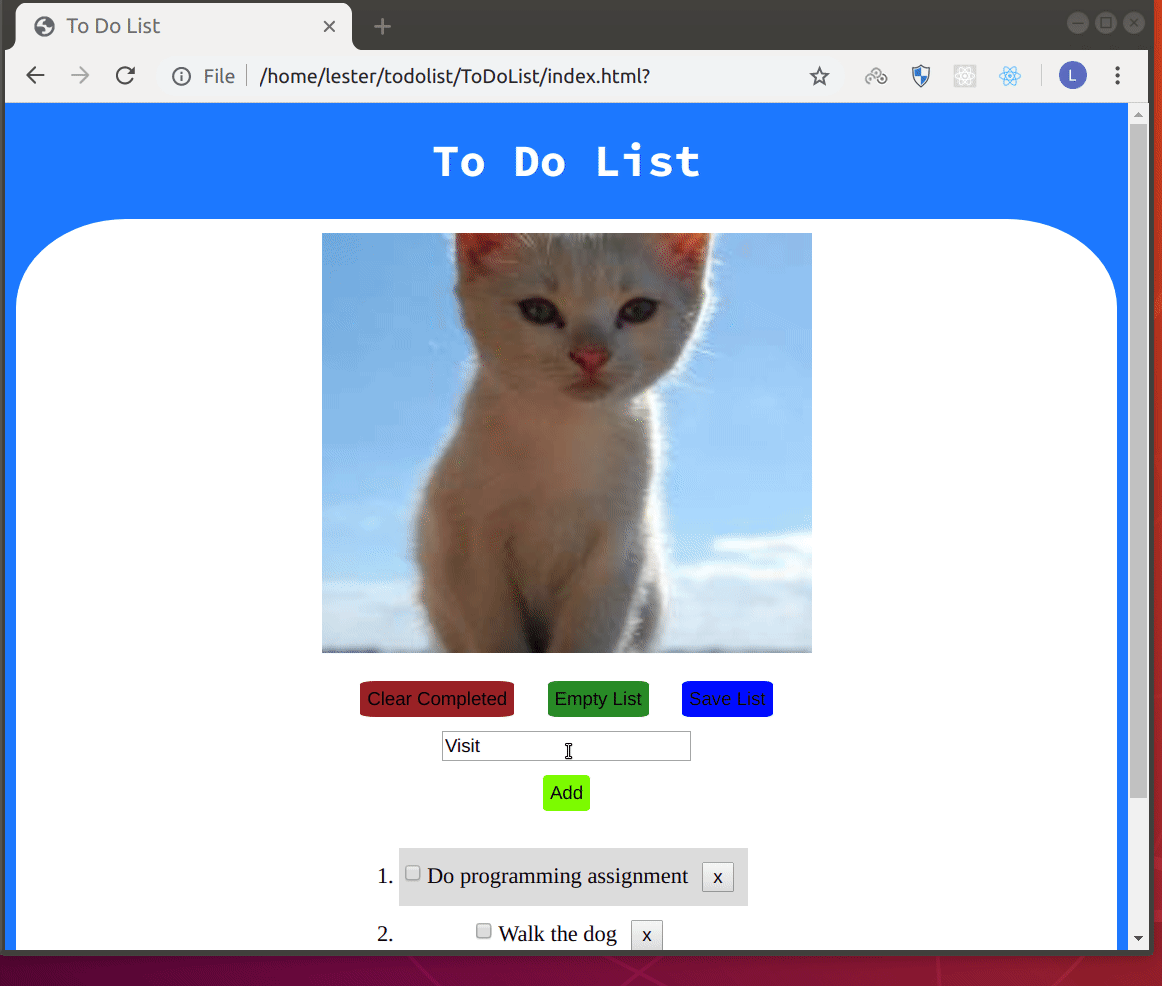 To Do List
File /home/lester/todolist/ToDoList/index.html?
L
To Do List
Clear Completed Empty List Save List
Visit
Add
1. Do programming assignment x
2. Walk the dog x